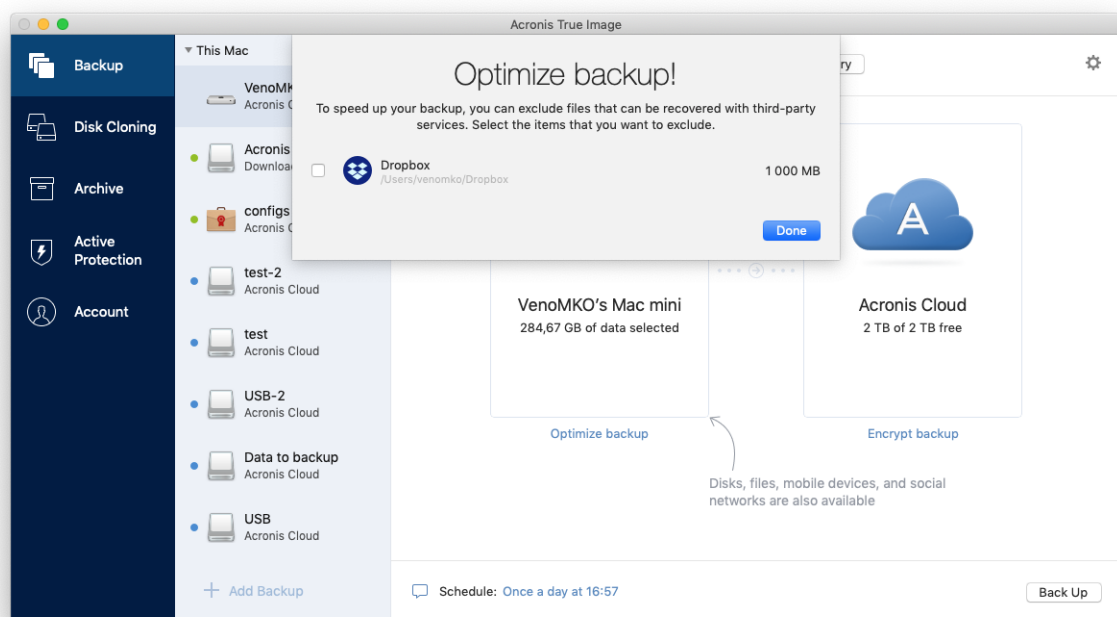 Acronis True Image
Backup
Disk Cloning
Archive
Active
Protection
Account
This Mac
VenoMK
Acronis C
Acronis
Downloa
configs
Acronis C
test-2
Acronis Cloud
test
Acronis Cloud
USB-2
Acronis Cloud
Data to backup
Acronis Cloud
USB
Acronis Cloud
Add Backup
Optimize backup!
To speed up your backup, you can exclude files that can be recovered with third-party
services. Select the items that you want to exclude.
Dropbox
1 000 MB
/Users/venomko/Dropbox
Done
ry
A
VenoMKO's Mac mini
284,67 GB of data selected
Acronis Cloud
2 TB of 2 TB free
Optimize backup
Encrypt backup
Disks, files, mobile devices, and social
networks are also available
Schedule: Once a day at 16:57
Back Up